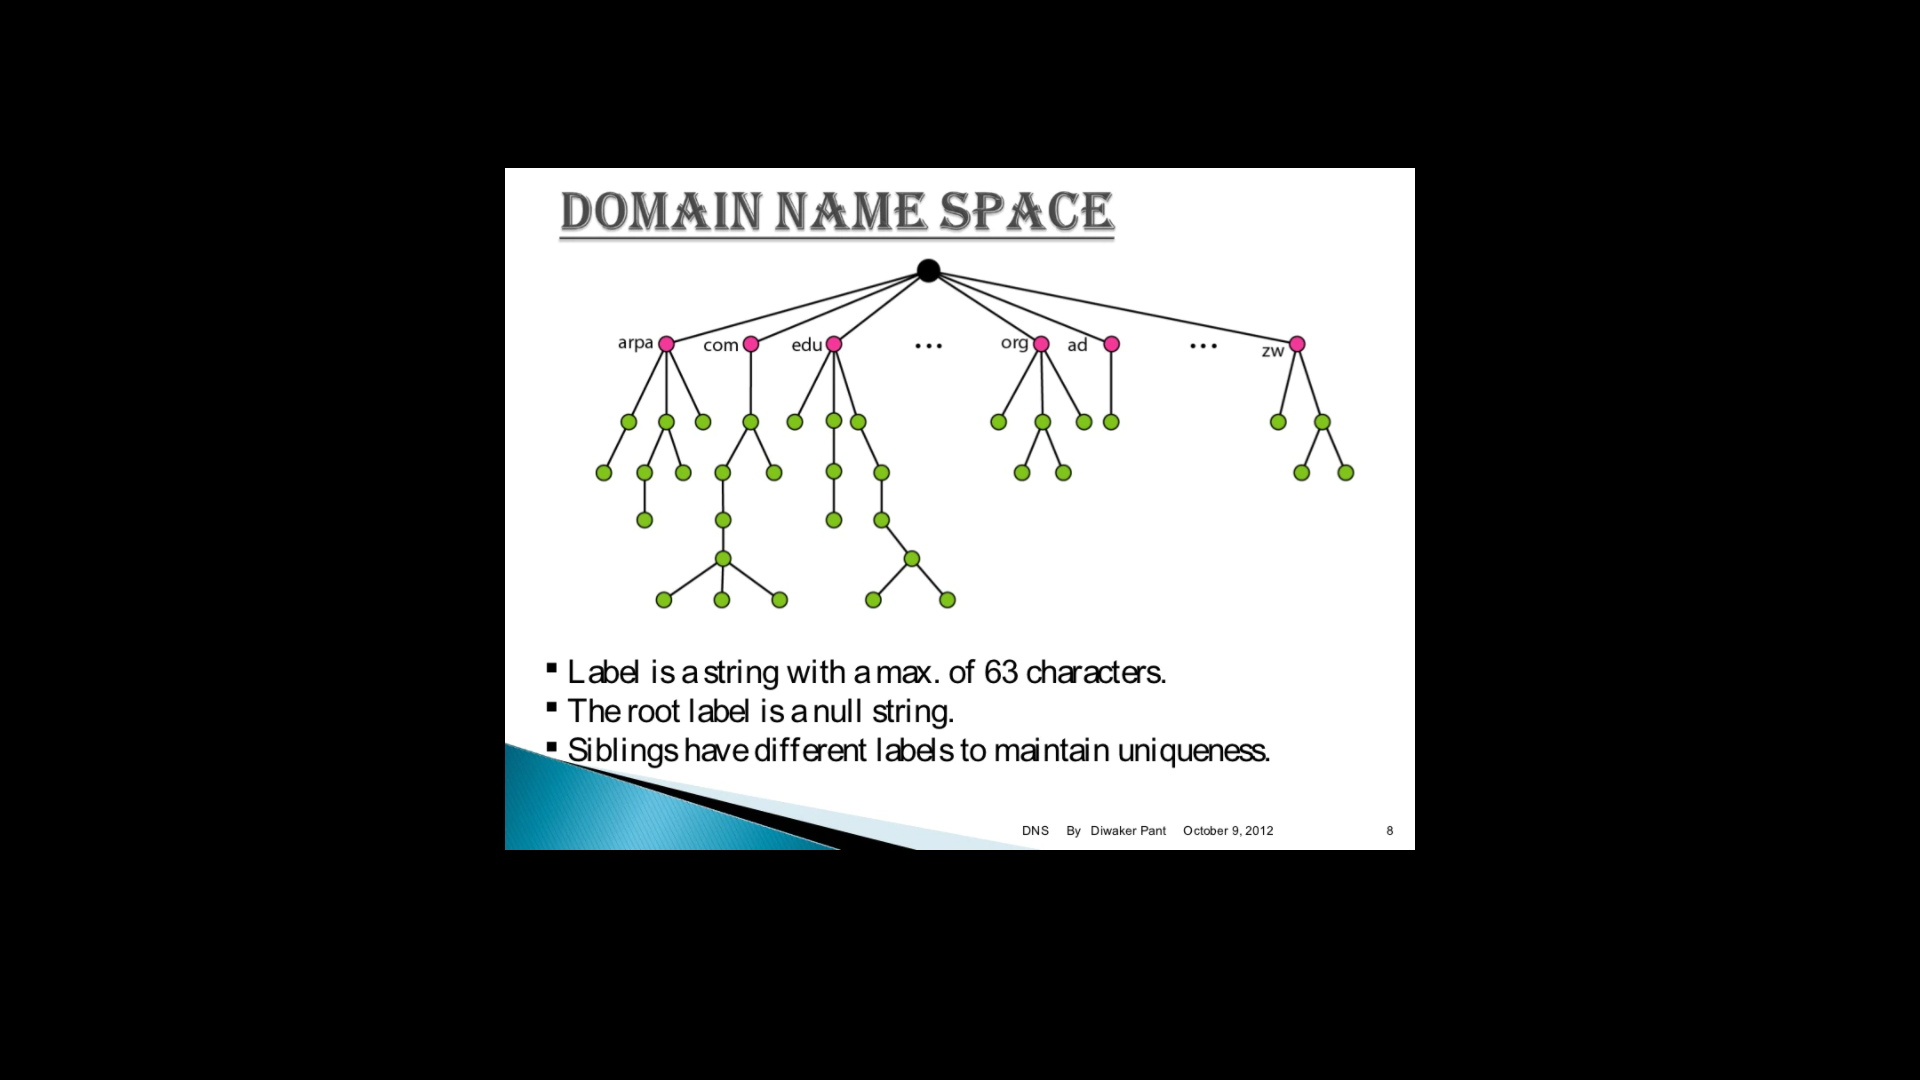 DOMAIN NAME SPACE
arpa com edu ... org ad ... zw
▪ Label is a string with a max. of 63 characters.
▪ The root label is a null string.
▪ Siblings have different labels to maintain uniqueness.
DNS By Diwaker Pant October 9, 2012 8